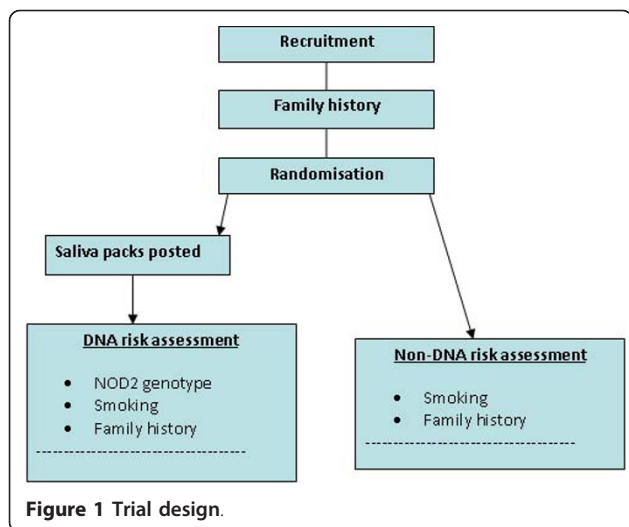 Recruitment
Family history
Randomisation
Saliva packs posted
DNA risk assessment
• NOD2 genotype
• Smoking
• Family history
---------------------------------------
Non-DNA risk assessment
• Smoking
• Family history
----------------------------------
Figure 1 Trial design.